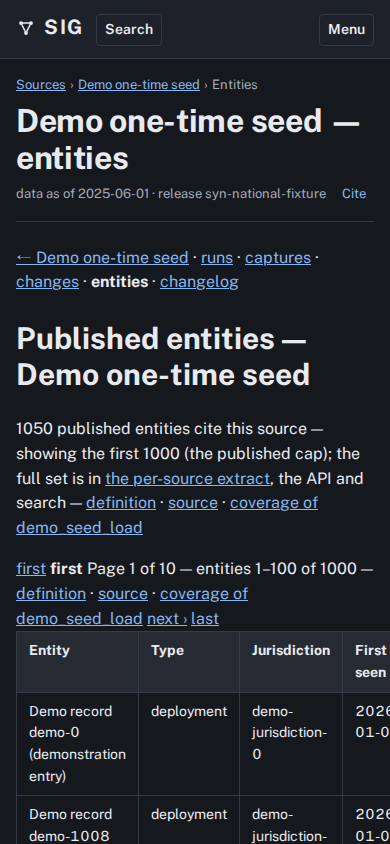 SIG
Search
Menu
Sources › Demo one-time seed › Entities
Demo one-time seed —
entities
data as of 2025-06-01 · release syn-national-fixture Cite
← Demo one-time seed · runs · captures ·
changes · entities · changelog
Published entities —
Demo one-time seed
1050 published entities cite this source —
showing the first 1000 (the published cap); the
full set is in the per-source extract, the API and
search — definition · source · coverage of
demo_seed_load
first first Page 1 of 10 — entities 1–100 of 1000 —
definition · source · coverage of
demo_seed_load next › last
Entity Type Jurisdiction First
seen
Demo record deployment demo- 2026
demo-0 jurisdiction- 01-0
(demonstration 0
entry)
Demo record deployment demo- 2026
demo-1008 jurisdiction- 01-0